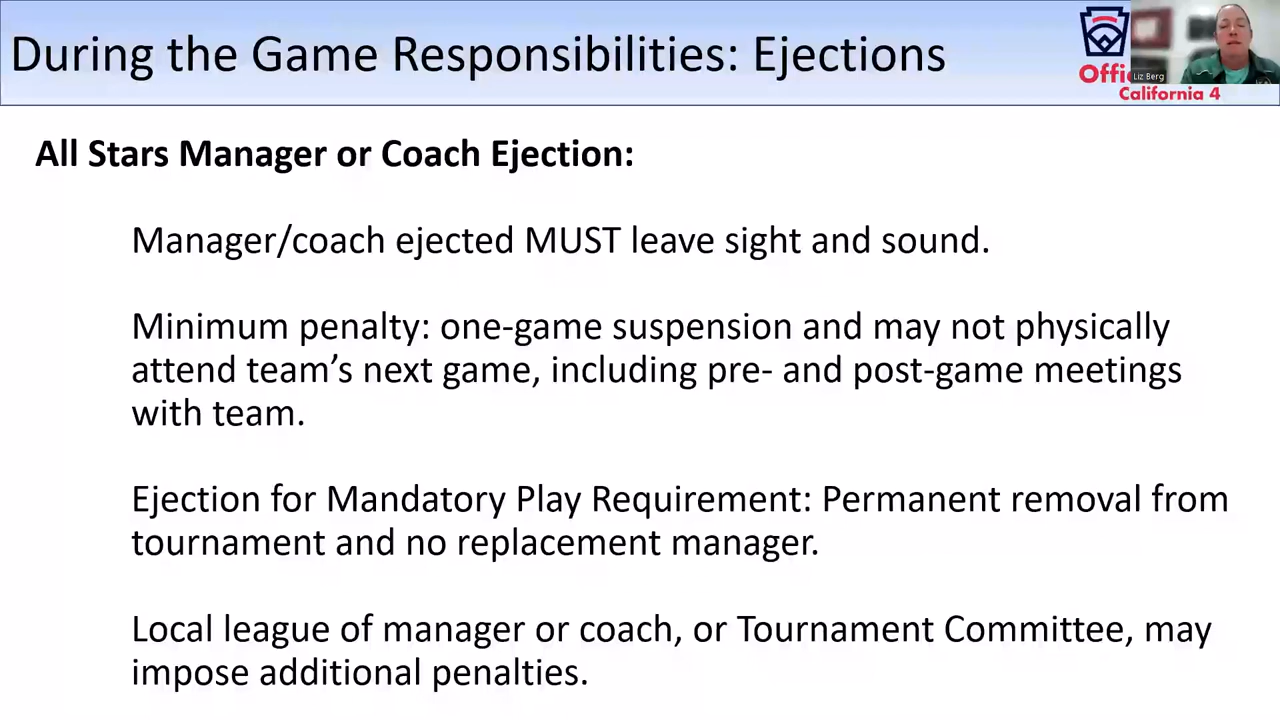 During the Game Responsibilities: Ejections
Liz Berg
California 4
All Stars Manager or Coach Ejection:
Manager/coach ejected MUST leave sight and sound.
Minimum penalty: one-game suspension and may not physically
attend team’s next game, including pre- and post-game meetings
with team.
Ejection for Mandatory Play Requirement: Permanent removal from
tournament and no replacement manager.
Local league of manager or coach, or Tournament Committee, may
impose additional penalties.